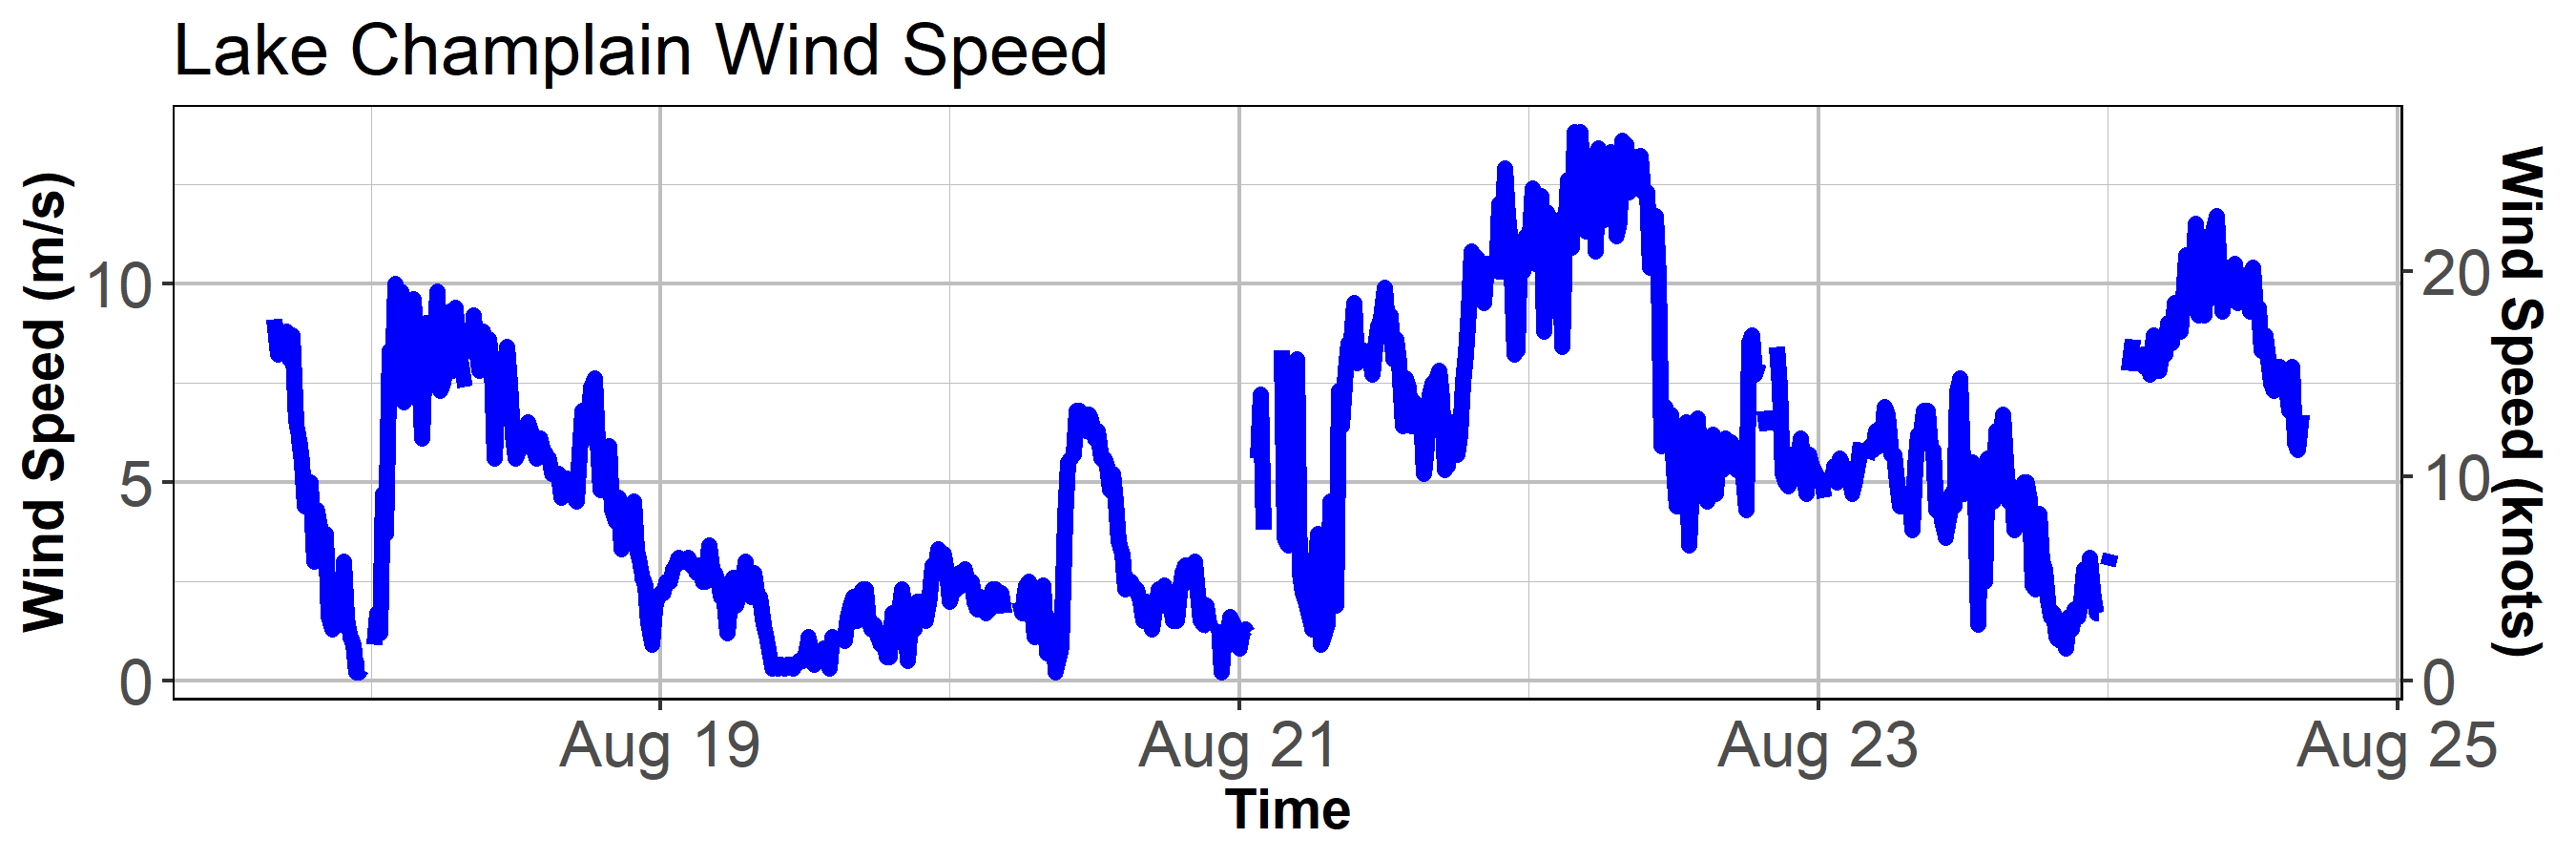 Lake Champlain Wind Speed
Wind Speed (m/s)
10
5
0
20
10
0
Wind Speed (knots)
Aug 19
Aug 21
Aug 23
Aug 25
Time